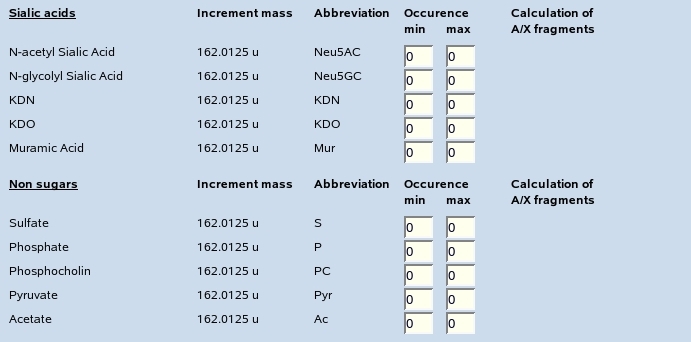 Sialic acids Increment mass Abbreviation Occurence Calculation of
min max A/X fragments
N-acetyl Sialic Acid 162.0125 u Neu5AC 0 0
N-glycolyl Sialic Acid 162.0125 u Neu5GC 0 0
KDN 162.0125 u KDN 0 0
KDO 162.0125 u KDO 0 0
Muramic Acid 162.0125 u Mur 0 0
Non sugars Increment mass Abbreviation Occurence Calculation of
min max A/X fragments
Sulfate 162.0125 u S 0 0
Phosphate 162.0125 u P 0 0
Phosphocholin 162.0125 u PC 0 0
Pyruvate 162.0125 u Pyr 0 0
Acetate 162.0125 u Ac 0 0